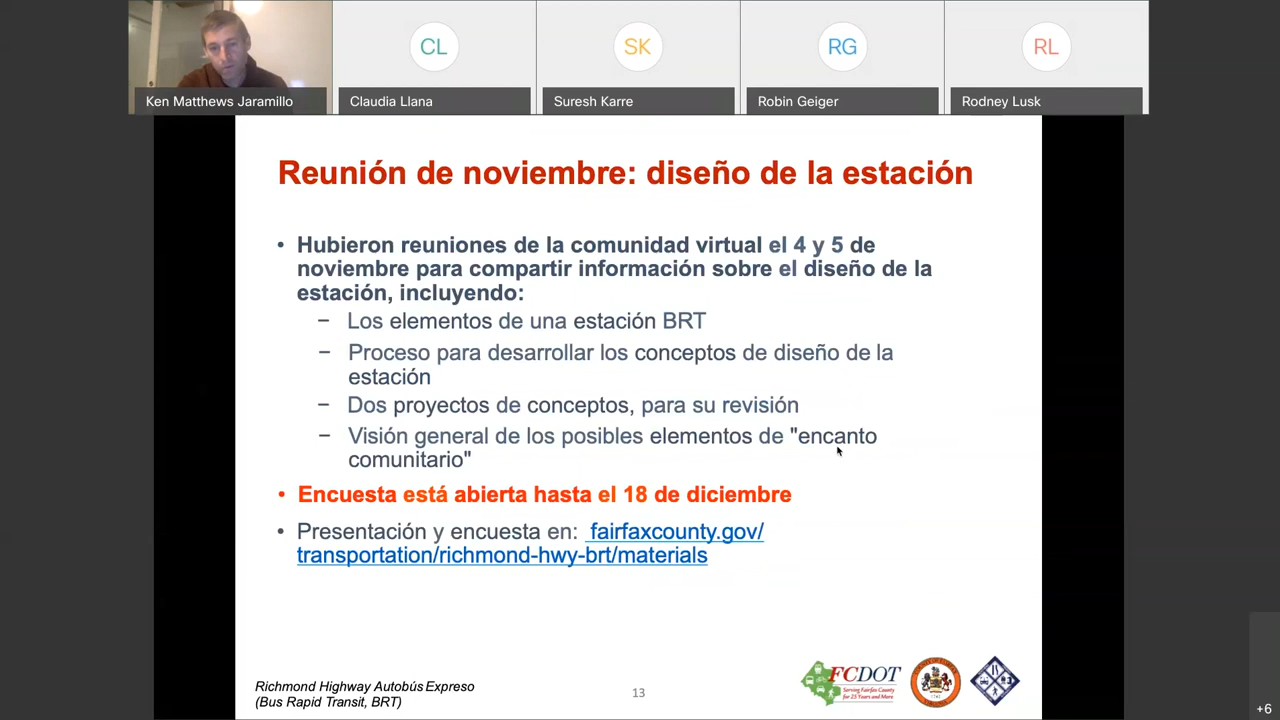 CL
SK
RG
RL
Ken Matthews Jaramillo
Claudia Llana
Suresh Karre
Robin Geiger
Rodney Lusk
Reunión de noviembre: diseño de la estación
• Hubieron reuniones de la comunidad virtual el 4 y 5 de
noviembre para compartir información sobre el diseño de la
estación, incluyendo:
− Los elementos de una estación BRT
− Proceso para desarrollar los conceptos de diseño de la
estación
− Dos proyectos de conceptos, para su revisión
− Visión general de los posibles elementos de "encanto
comunitario"
• Encuesta está abierta hasta el 18 de diciembre
• Presentación y encuesta en: fairfaxcounty.gov/
transportation/richmond-hwy-brt/materials
Richmond Highway Autobús Expreso
(Bus Rapid Transit, BRT)
13
FCDOT
Serving Fairfax County
for 25 Years and More
+6